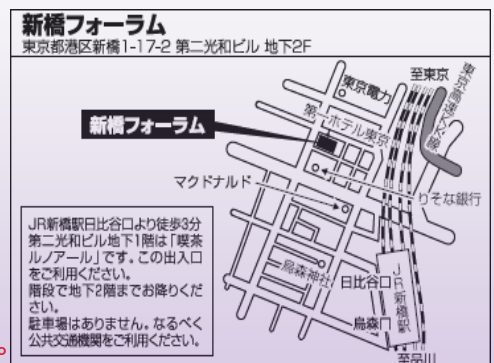 新橋フォーラム
東京都港区新橋1-17-2 第二光和ビル 地下2F
至東京
東京高速KK線
東京電力
第一ホテル東京
新橋フォーラム
マクドナルド
りそな銀行
JR新橋駅日比谷口より徒歩3分
第二光和ビル地下1階は「喫茶
ルノアール」です。この出入口
をご利用ください。
階段で地下2階までお降りくだ
さい。
駐車場はありません。なるべく
公共交通機関をご利用ください。
烏森神社
日比谷口
JR新橋駅
烏森口
至品川
。